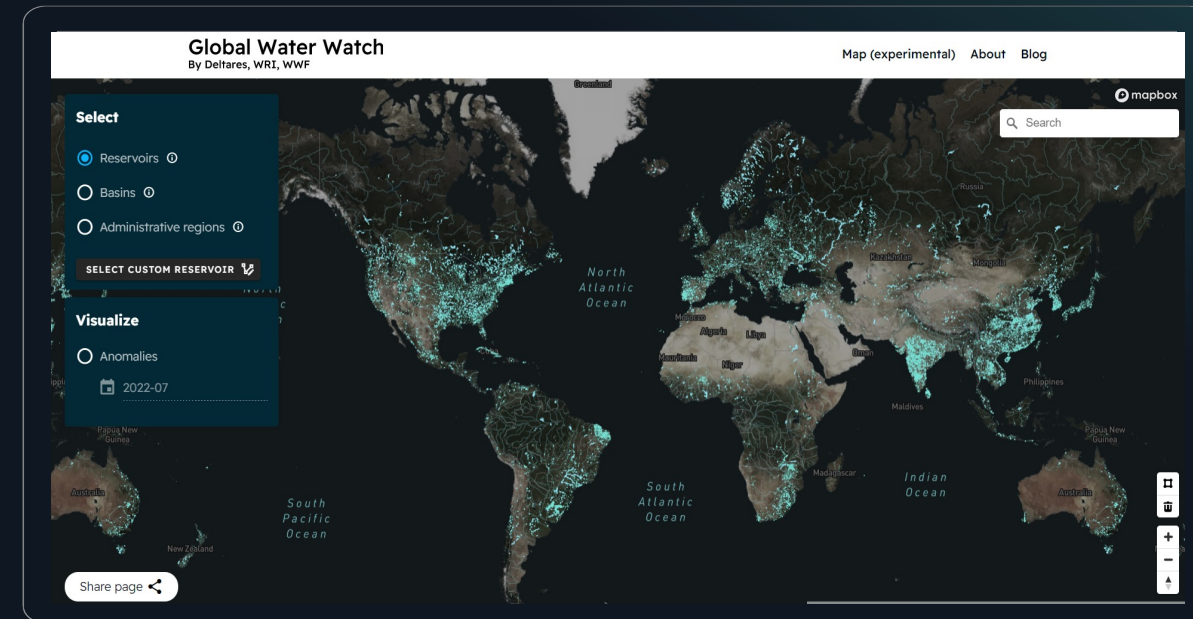 Global Water Watch
By Deltares, WRI, WWF
Map (experimental) About Blog
mapbox
Search
Select
Reservoirs
Basins
Administrative regions
SELECT CUSTOM RESERVOIR
Visualize
Anomalies
2022-07
Share page
Greenland
Russia
Kazakhstan
Mongolia
North
Atlantic
Ocean
Morocco
Algeria
Libya
Mauritania
Niger
Oman
Philippines
Maldives
Papua New
Guinea
Papua New
Guinea
Madagascar
Indian
Ocean
South
Atlantic
Ocean
South
Pacific
Ocean
Australia
Australia
New Zealand